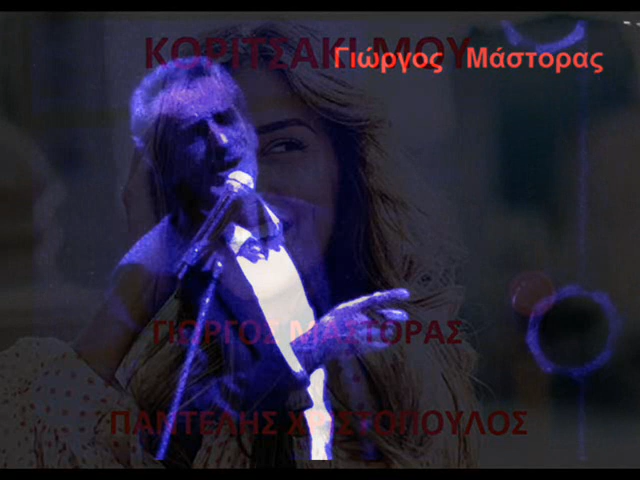 ΚΟΡΙΤΣΑΚΙ ΜΟΥ
Γιώργος Μάστορας
ΓΙΩΡΓΟΣ ΜΑΣΤΟΡΑΣ
ΠΑΝΤΕΛΗΣ ΧΡΙΣΤΟΠΟΥΛΟΣ